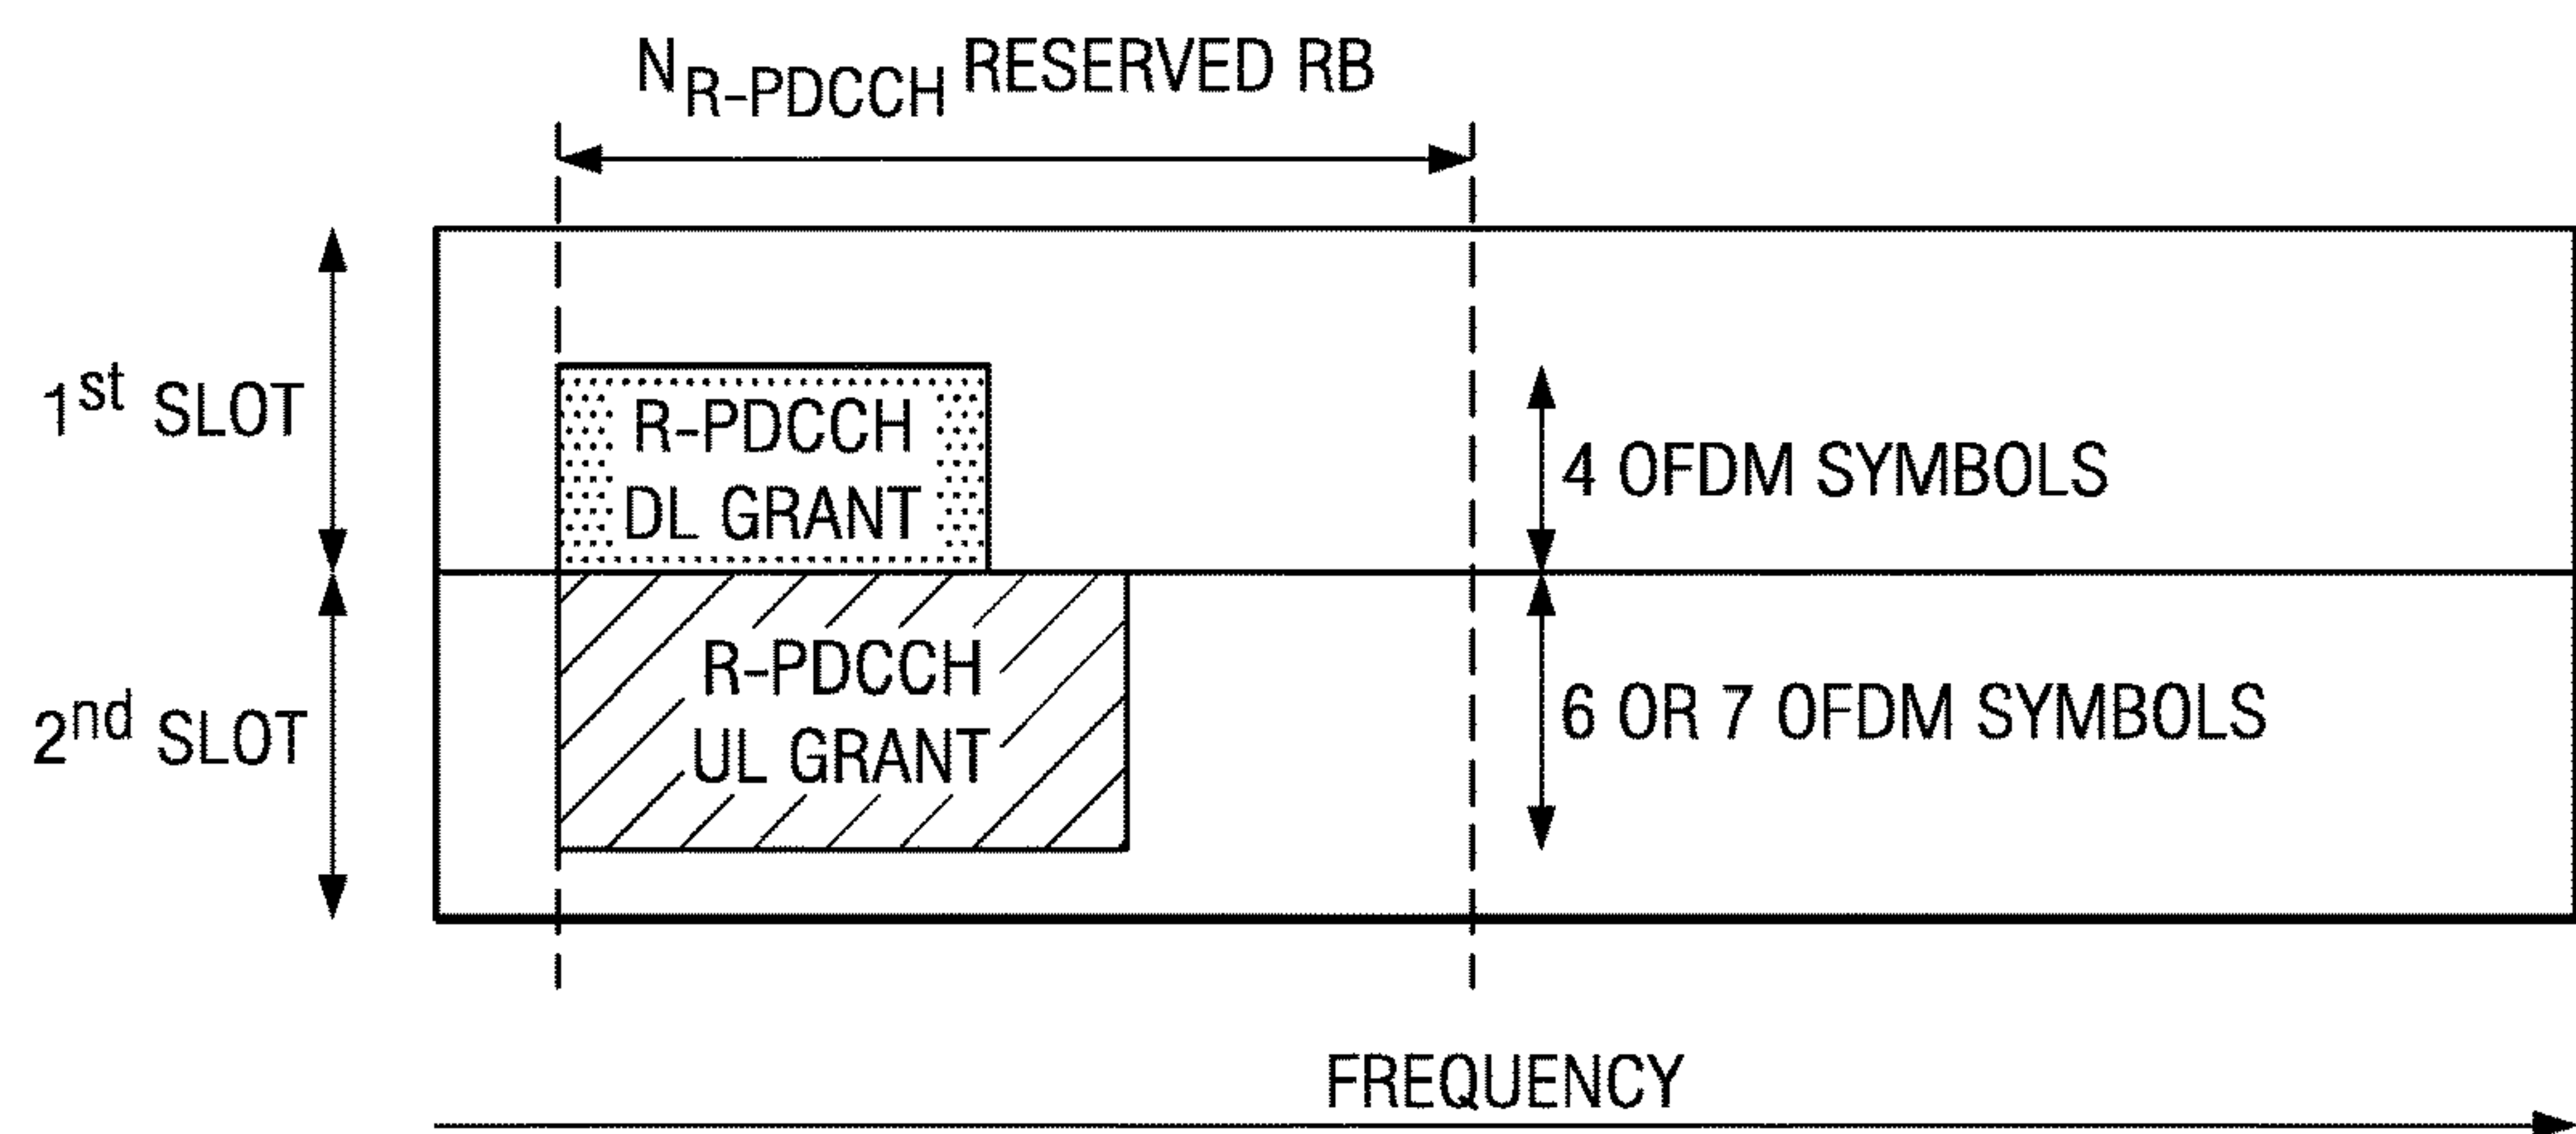 N R-PDCCH RESERVED RB
1st SLOT
R-PDCCH
DL GRANT
4 OFDM SYMBOLS
2nd SLOT
R-PDCCH
UL GRANT
6 OR 7 OFDM SYMBOLS
FREQUENCY